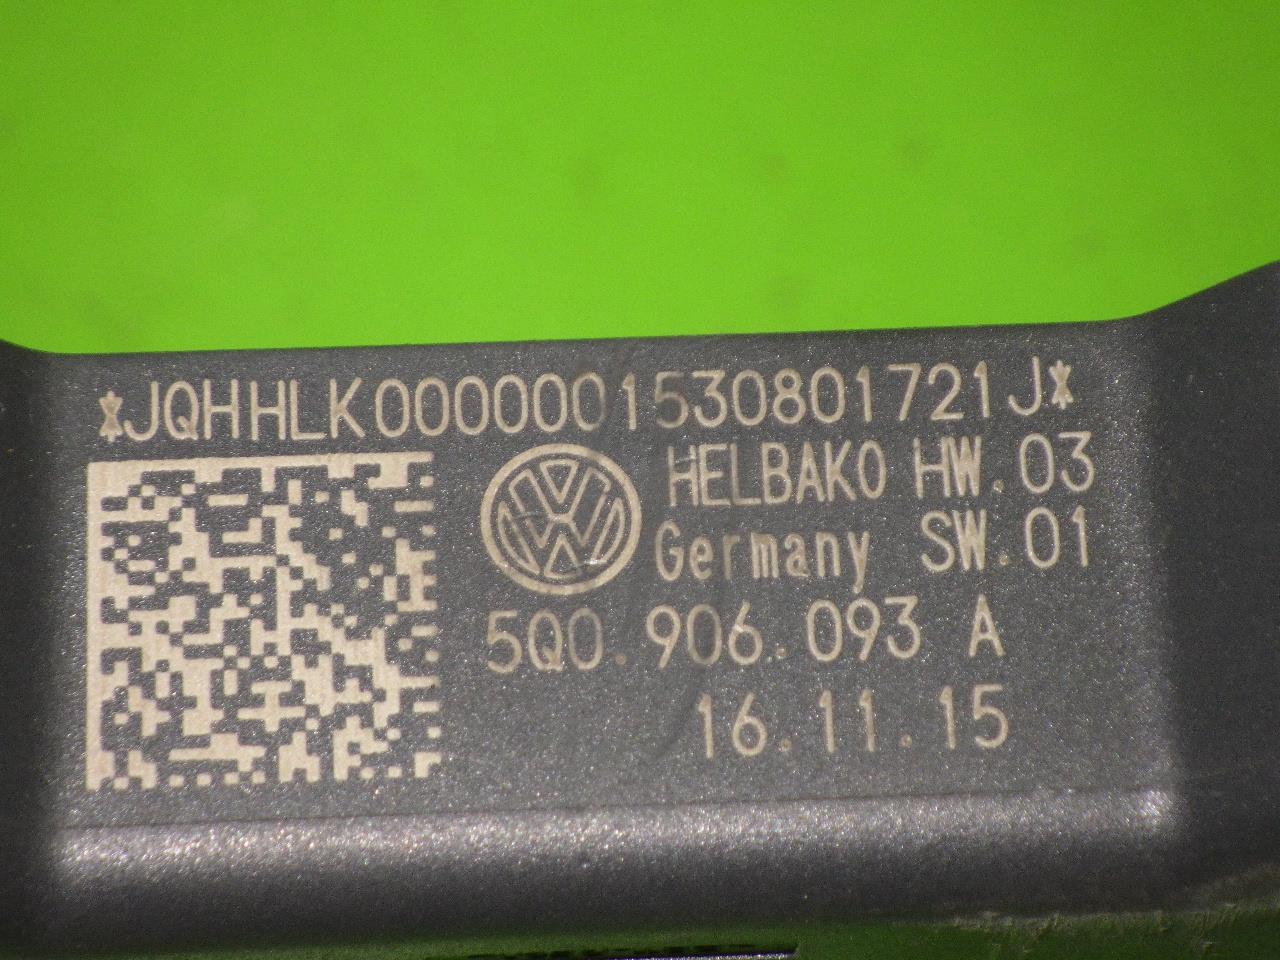 *JQHHLK0000001530801721J*
HELBAKO HW.03
Germany SW.01
5Q0.906.093 A
16.11.15